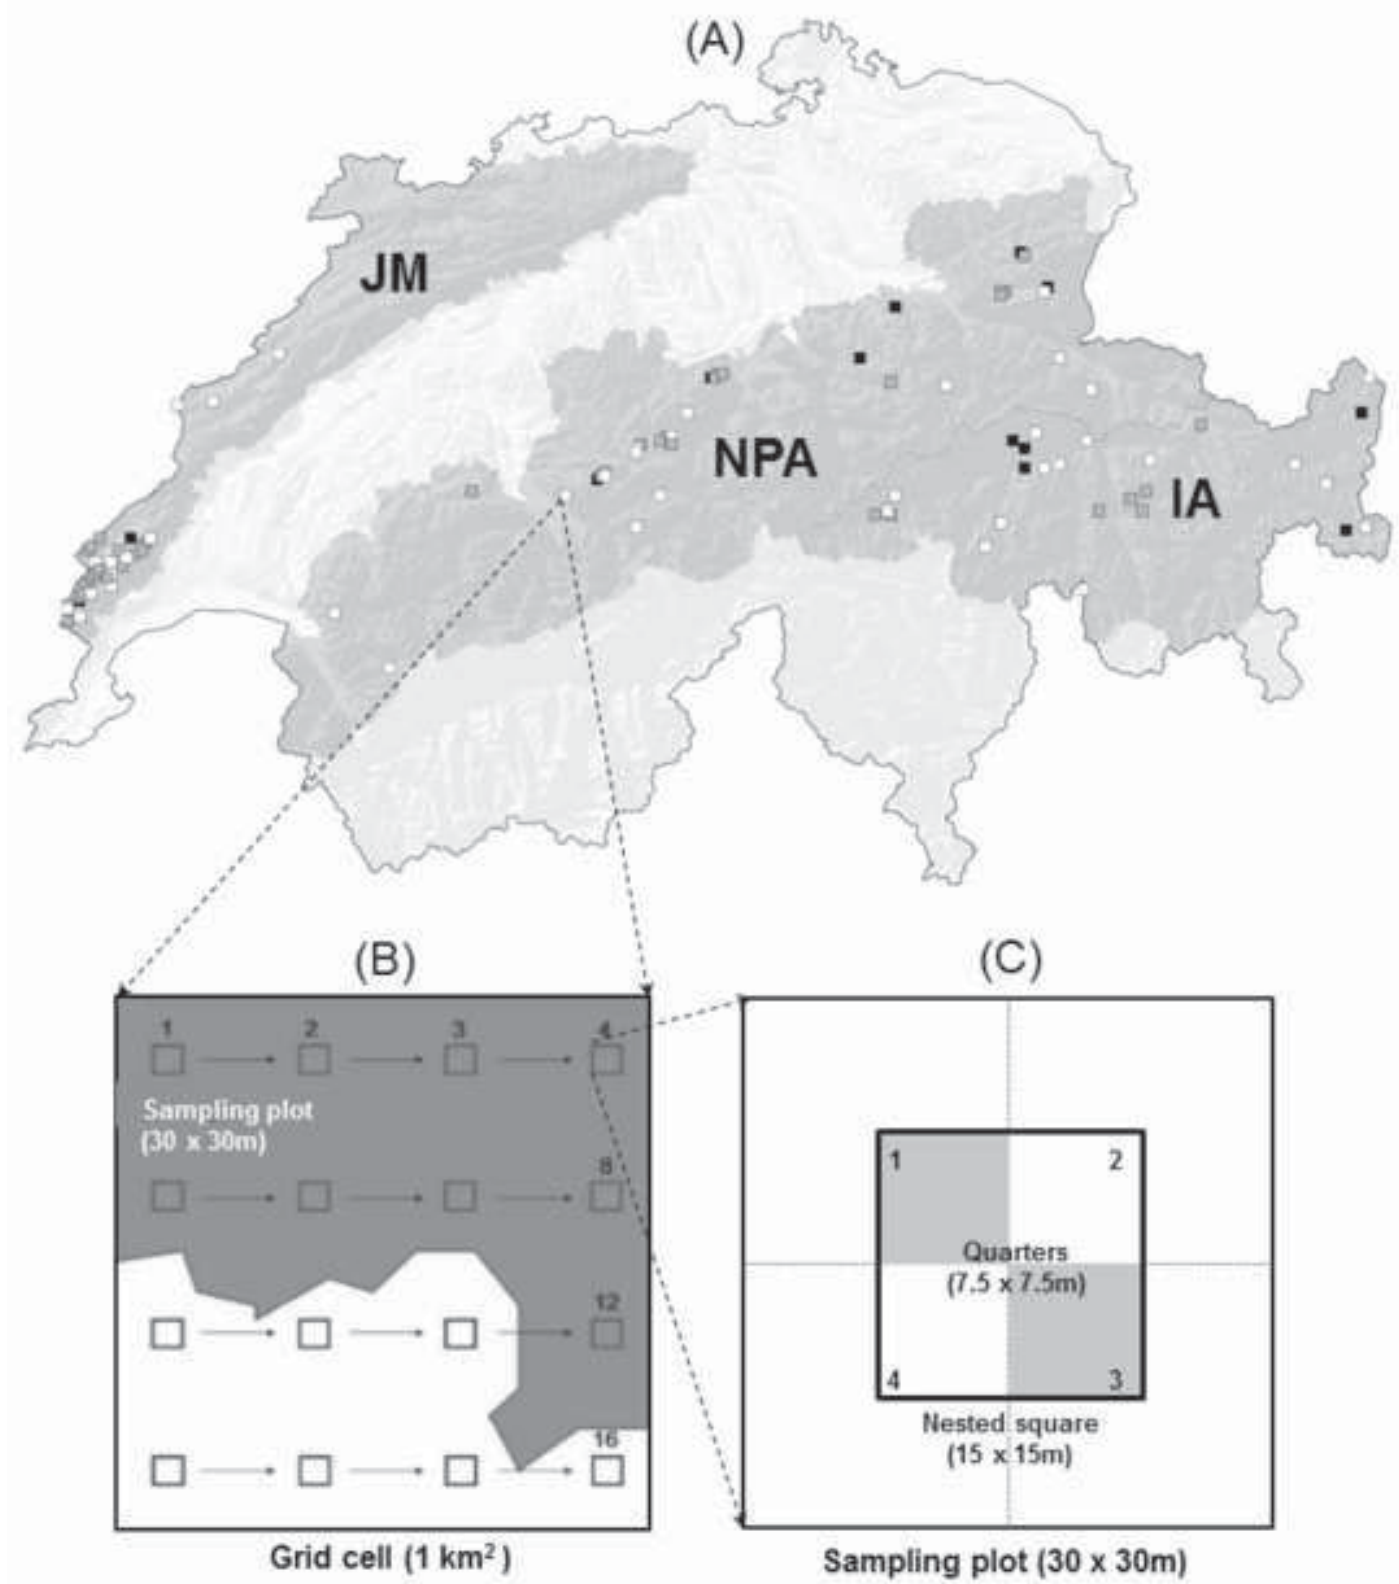 (A)
JM
NPA
IA
(B)
(C)
1 2 3 4
Sampling plot
(30 x 30m)
8
12
16
Grid cell (1 km²)
1 2
Quarters
(7.5 x 7.5m)
4 3
Nested square
(15 x 15m)
Sampling plot (30 x 30m)